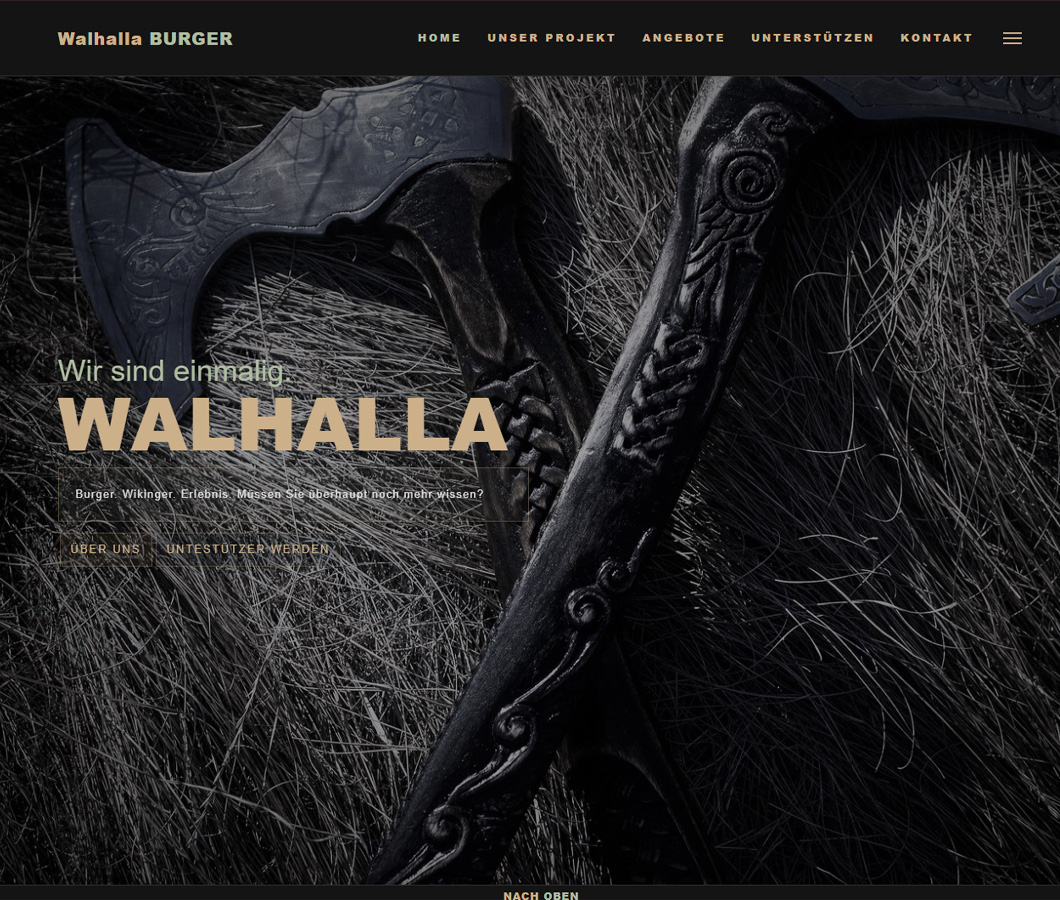 Walhalla BURGER
HOME UNSER PROJEKT ANGEBOTE UNTERSTÜTZEN KONTAKT
Wir sind einmalig.
WALHALLA
Burger. Wikinger. Erlebnis. Müssen Sie überhaupt noch mehr wissen?
ÜBER UNS UNTESTÜTZER WERDEN
NACH OBEN